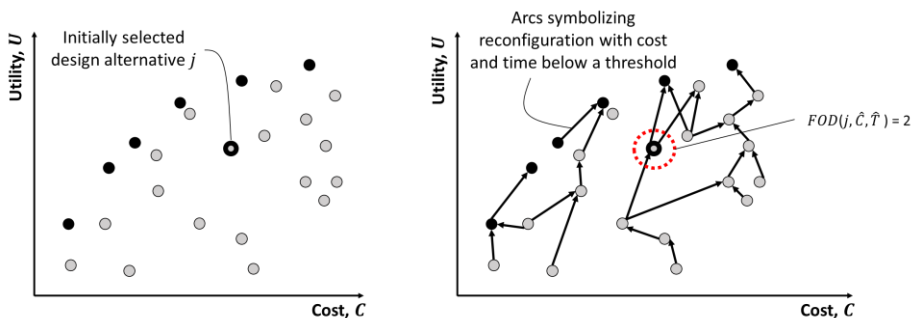 Utility, U
Initially selected
design alternative j
Cost, C
Utility, U
Arcs symbolizing
reconfiguration with cost
and time below a threshold
FOD(j, Ĉ, T̂ ) = 2
Cost, C